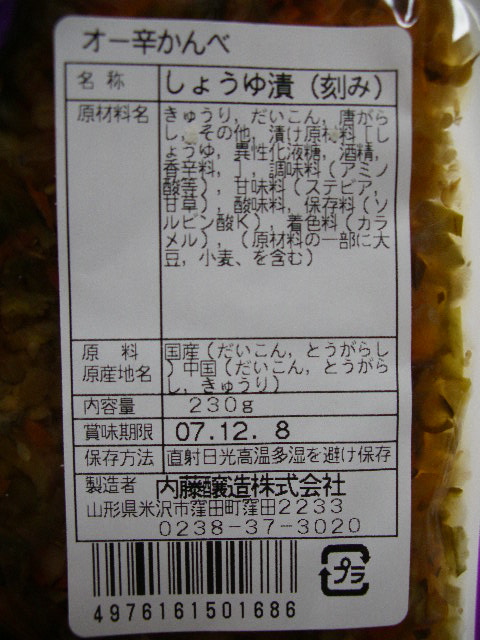 オー辛かんべ
名称 しょうゆ漬（刻み）
原材料名 きゅうり，だいこん，唐がら
し，その他，漬け原材料［し
ょうゆ，異性化液糖，酒精，
香辛料，］，調味料（アミノ
酸等），甘味料（ステビア，
甘草），酸味料，保存料（ソ
ルビン酸K），着色料（カラ
メル），（原材料の一部に大
豆，小麦、を含む）
原料 国産（だいこん，とうがらし
原産地名 ）中国（だいこん，とうがら
し，きゅうり）
内容量 230g
賞味期限 07.12. 8
保存方法 直射日光高温多湿を避け保存
製造者 内藤醸造株式会社
山形県米沢市窪田町窪田2233
0238-37-3020
プラ
4976161501686